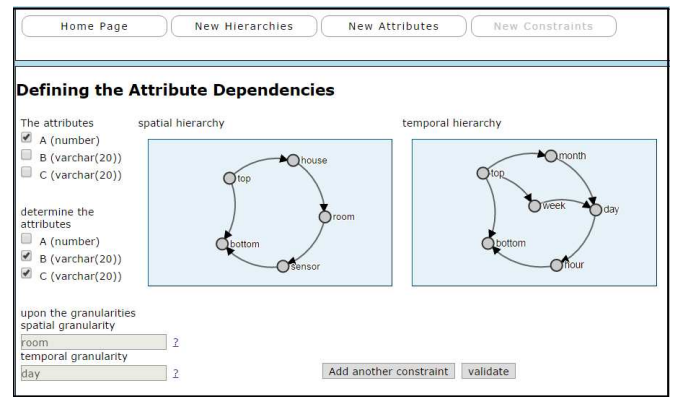 Home Page New Hierarchies New Attributes New Constraints
Defining the Attribute Dependencies
The attributes
A (number)
B (varchar(20))
C (varchar(20))
determine the
attributes
A (number)
B (varchar(20))
C (varchar(20))
upon the granularities
spatial granularity
room ?
temporal granularity
day ?
spatial hierarchy
house
top
room
bottom
sensor
temporal hierarchy
month
top
week
day
bottom
hour
Add another constraint validate